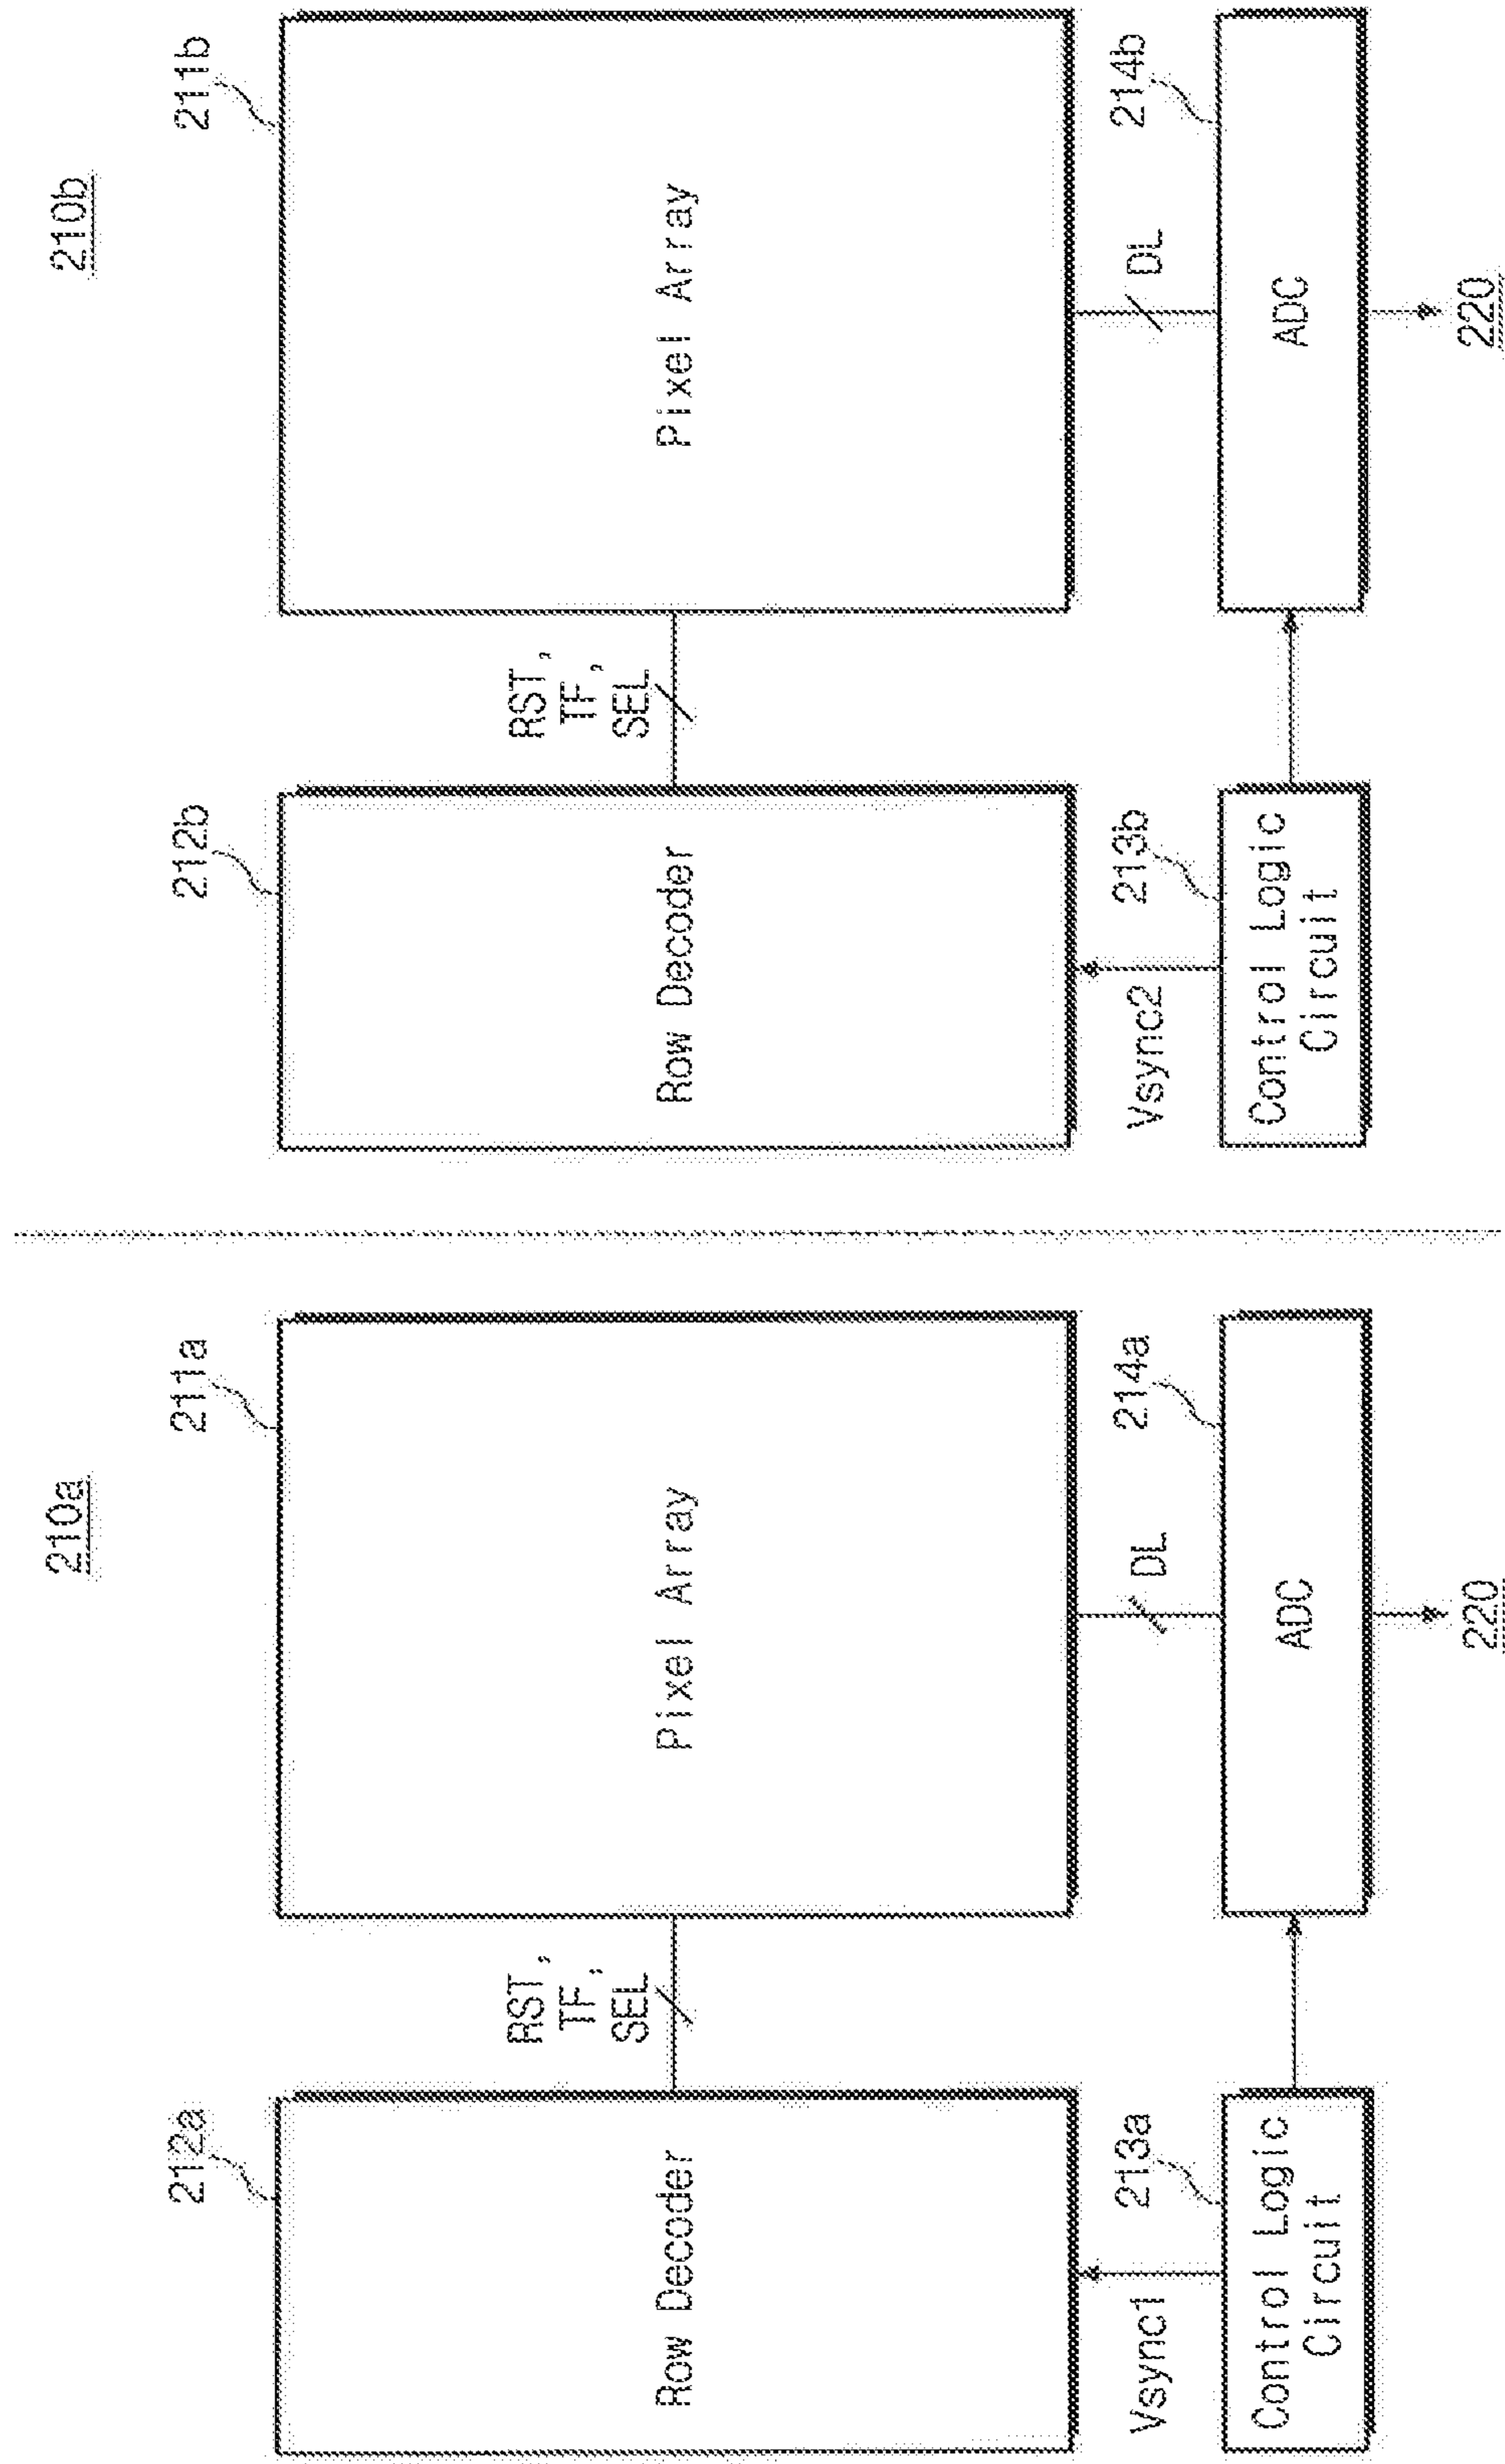 210a
212a
211a
Row Decoder
RST,
TF,
SEL
Pixel Array
Vsync1
213a
DL
214a
Control Logic
Circuit
ADC
220
210b
212b
211b
Row Decoder
RST,
TF,
SEL
Pixel Array
Vsync2
213b
DL
214b
Control Logic
Circuit
ADC
220